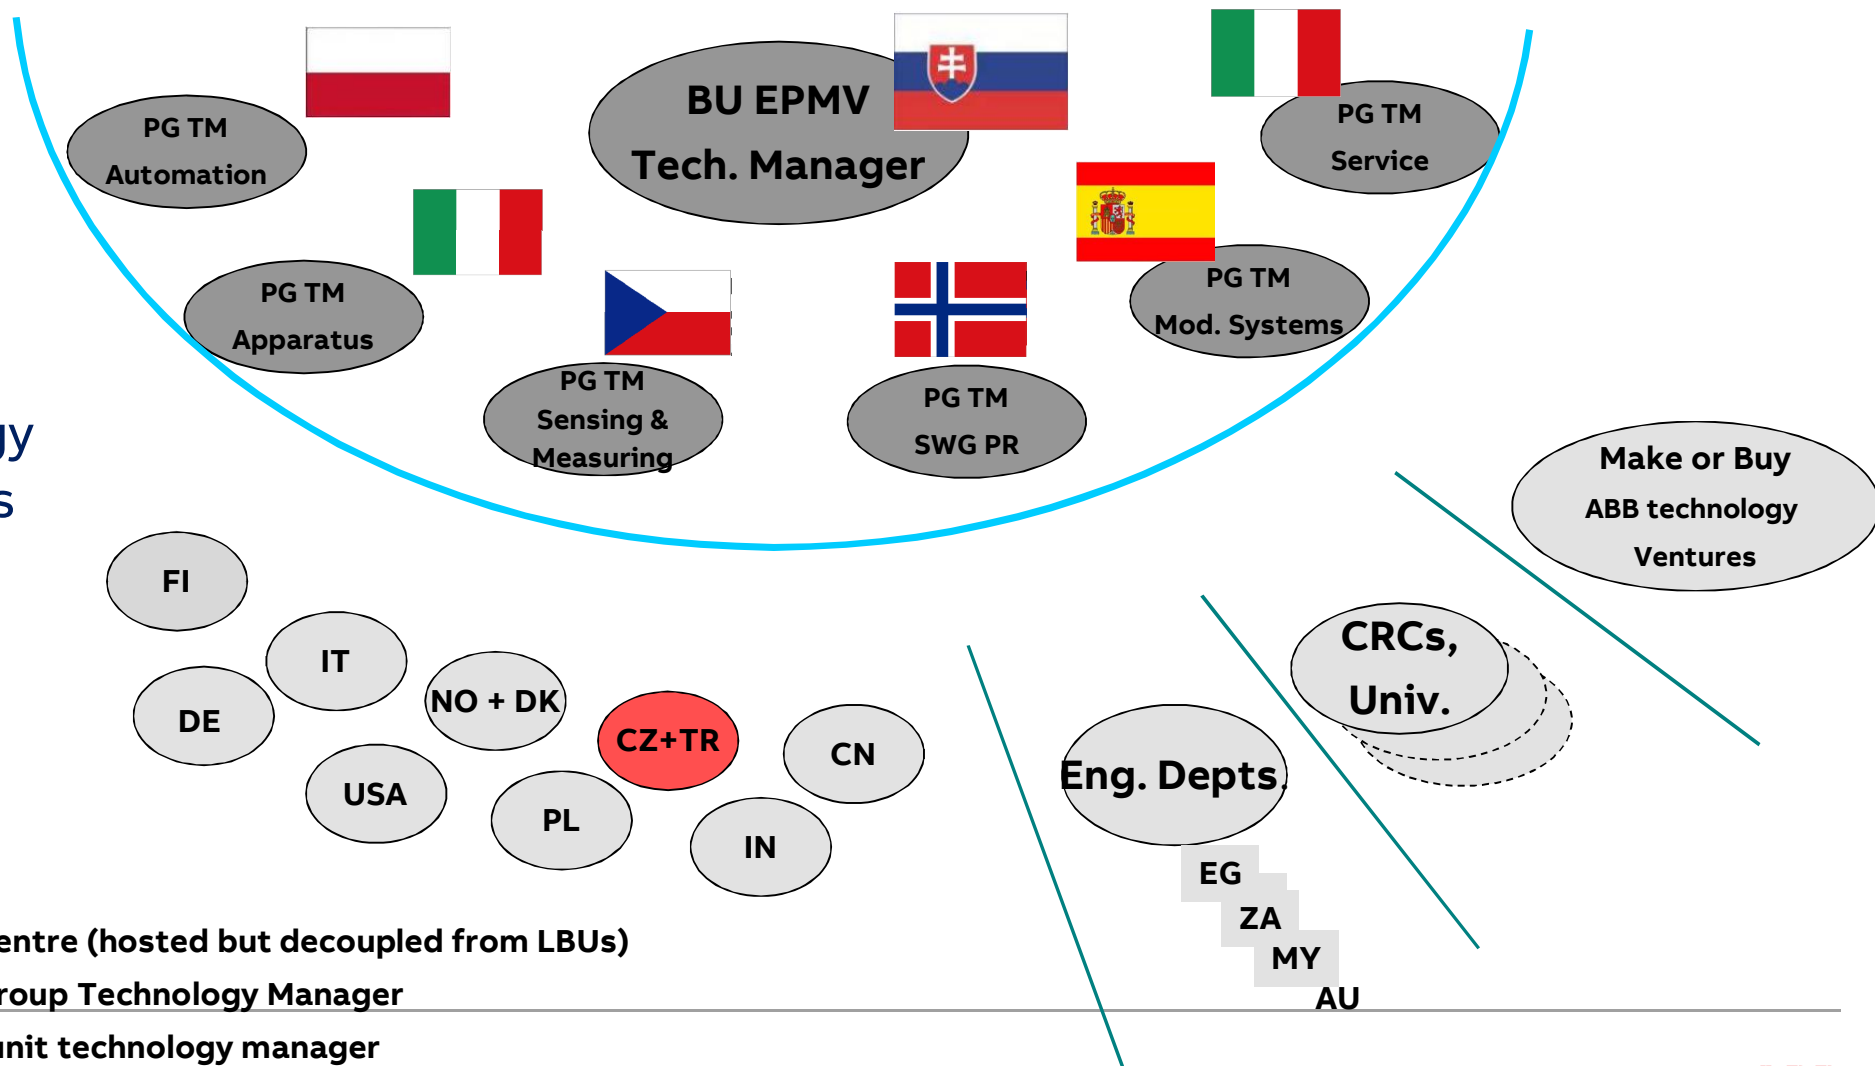 BU EPMV
Tech. Manager
PG TM
Automation
PG TM
Service
PG TM
Apparatus
PG TM
Mod. Systems
PG TM
Sensing &
Measuring
PG TM
SWG PR
gy
s
Make or Buy
ABB technology
Ventures
FI
IT
DE
NO + DK
CZ+TR
CN
USA
PL
IN
CRCs,
Univ.
Eng. Depts.
EG
ZA
MY
AU
entre (hosted but decoupled from LBUs)
roup Technology Manager
unit technology manager